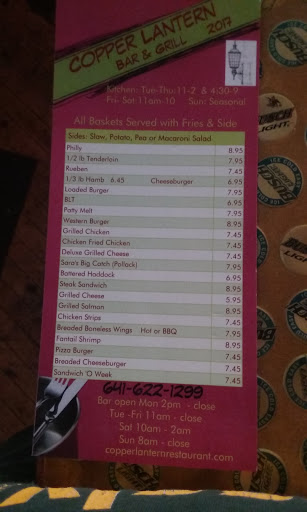 COPPER LANTERN
BAR & GRILL 2017
Kitchen: Tue-Thu: 11-2 & 4:30-9
Fri- Sat: 11am-10 Sun: Seasonal
All Baskets Served with Fries & Side
Sides: Slaw, Potato, Pea or Macaroni Salad
Philly 8.95
1/2 lb Tenderloin 7.95
Rueben 7.45
1/3 lb Hamb 6.45 Cheeseburger 6.95
Loaded Burger 7.95
BLT 6.95
Patty Melt 7.95
Western Burger 8.95
Grilled Chicken 7.45
Chicken Fried Chicken 7.45
Deluxe Grilled Cheese 7.45
Sara's Big Catch (Pollack) 7.95
Battered Haddock 6.95
Steak Sandwich 8.95
Grilled Cheese 5.95
Grilled Salmon 8.95
Chicken Strips 7.45
Breaded Boneless Wings Hot or BBQ 7.95
Fantail Shrimp 8.95
Pizza Burger 7.45
Breaded Cheeseburger 7.45
Sandwich 'O Week 7.45
641-622-1299
Bar open Mon 2pm - close
Tue -Fri 11am - close
Sat 10am - 2am
Sun 8am - close
copperlanternrestaurant.com
BUSCH
LIGHT